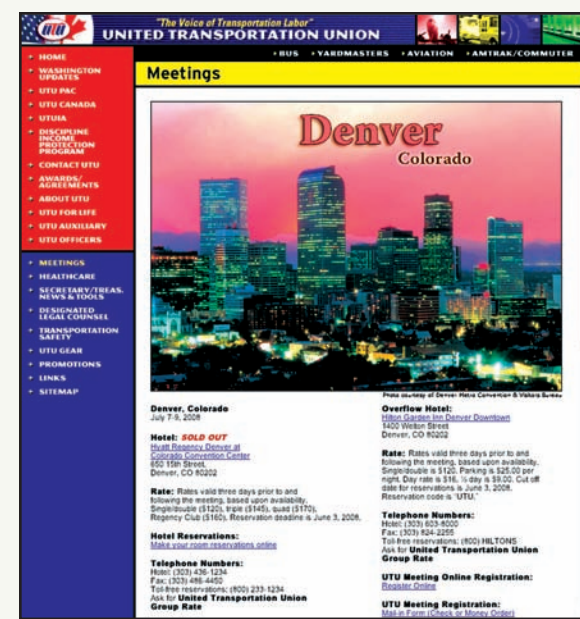 utu
"The Voice of Transportation Labor"
UNITED TRANSPORTATION UNION
BUS YARDMASTERS AVIATION AMTRAK/COMMUTER
HOME
WASHINGTON
UPDATES
UTU PAC
UTU CANADA
UTUIA
DISCIPLINE
INCOME
PROTECTION
PROGRAM
CONTACT UTU
AWARDS/
AGREEMENTS
ABOUT UTU
UTU FOR LIFE
UTU AUXILIARY
UTU OFFICERS
MEETINGS
HEALTHCARE
SECRETARY/TREAS.
NEWS & TOOLS
DESIGNATED
LEGAL COUNSEL
TRANSPORTATION
SAFETY
UTU GEAR
PROMOTIONS
LINKS
SITEMAP
Meetings
Denver
Colorado
Photo courtesy of Denver Metro Convention & Visitors Bureau
Denver, Colorado
July 7-9, 2008
Hotel: SOLD OUT
Hyatt Regency Denver at
Colorado Convention Center
650 15th Street,
Denver, CO 80202
Rate: Rates valid three days prior to and
following the meeting, based upon availability.
Single/double ($120), triple ($145), quad ($170),
Regency Club ($160). Reservation deadline is June 3, 2008.
Hotel Reservations:
Make your room reservations online
Telephone Numbers:
Hotel: (303) 436-1234
Fax: (303) 486-4450
Toll-free reservations: (800) 233-1234
Ask for United Transportation Union
Group Rate
Overflow Hotel:
Hilton Garden Inn Denver Downtown
1400 Welton Street
Denver, CO 80202
Rate: Rates valid three days prior to and
following the meeting, based upon availability.
Single/double is $120. Parking is $25.00 per
night. Day rate is $16, ½ day is $9.00. Cut off
date for reservations is June 3, 2008.
Reservation code is 'UTU.'
Telephone Numbers:
Hotel: (303) 603-8000
Fax: (303) 824-2255
Toll-free reservations: (800) HILTONS
Ask for United Transportation Union
Group Rate
UTU Meeting Online Registration:
Register Online
UTU Meeting Registration:
Mail-in Form (Check or Money Order)